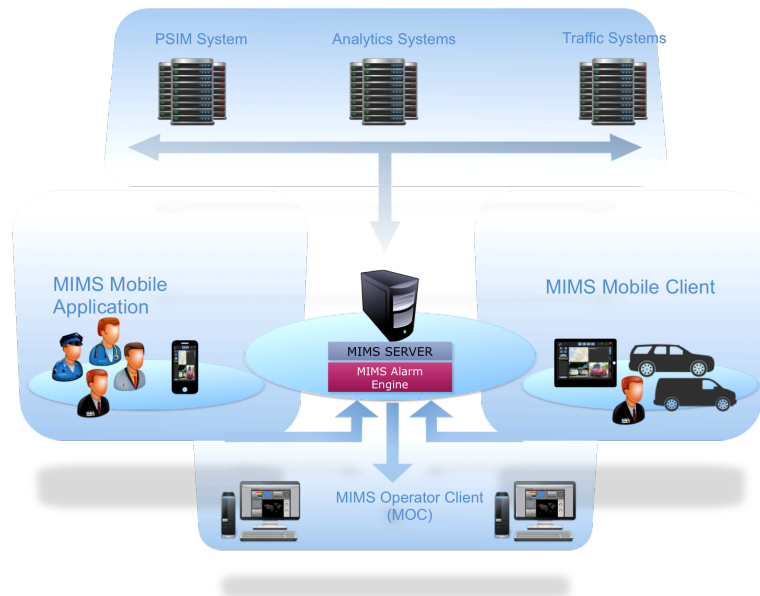 PSIM System
Analytics Systems
Traffic Systems
MIMS Mobile
Application
MIMS Mobile Client
MIMS SERVER
MIMS Alarm
Engine
MIMS Operator Client
(MOC)